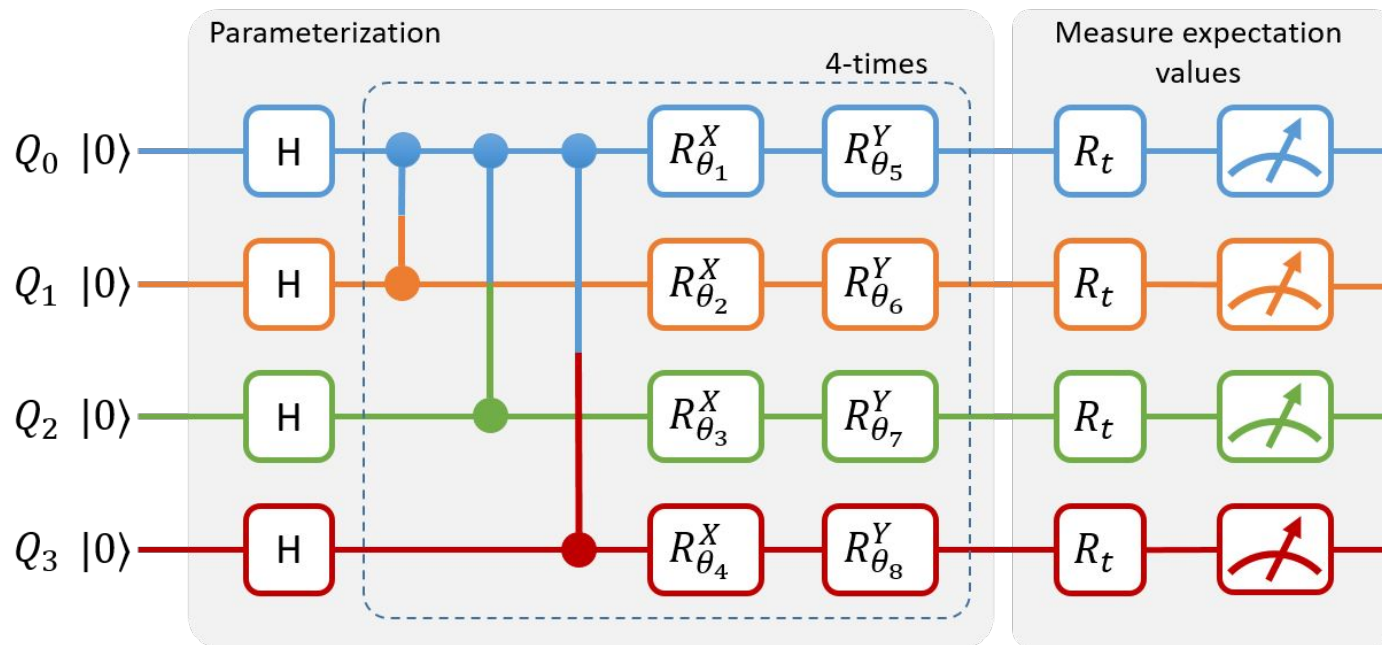 Parameterization
Measure expectation
values
4-times
Q₀ |0⟩ H R^X_θ₁ R^Y_θ₅ R_t
Q₁ |0⟩ H R^X_θ₂ R^Y_θ₆ R_t
Q₂ |0⟩ H R^X_θ₃ R^Y_θ₇ R_t
Q₃ |0⟩ H R^X_θ₄ R^Y_θ₈ R_t